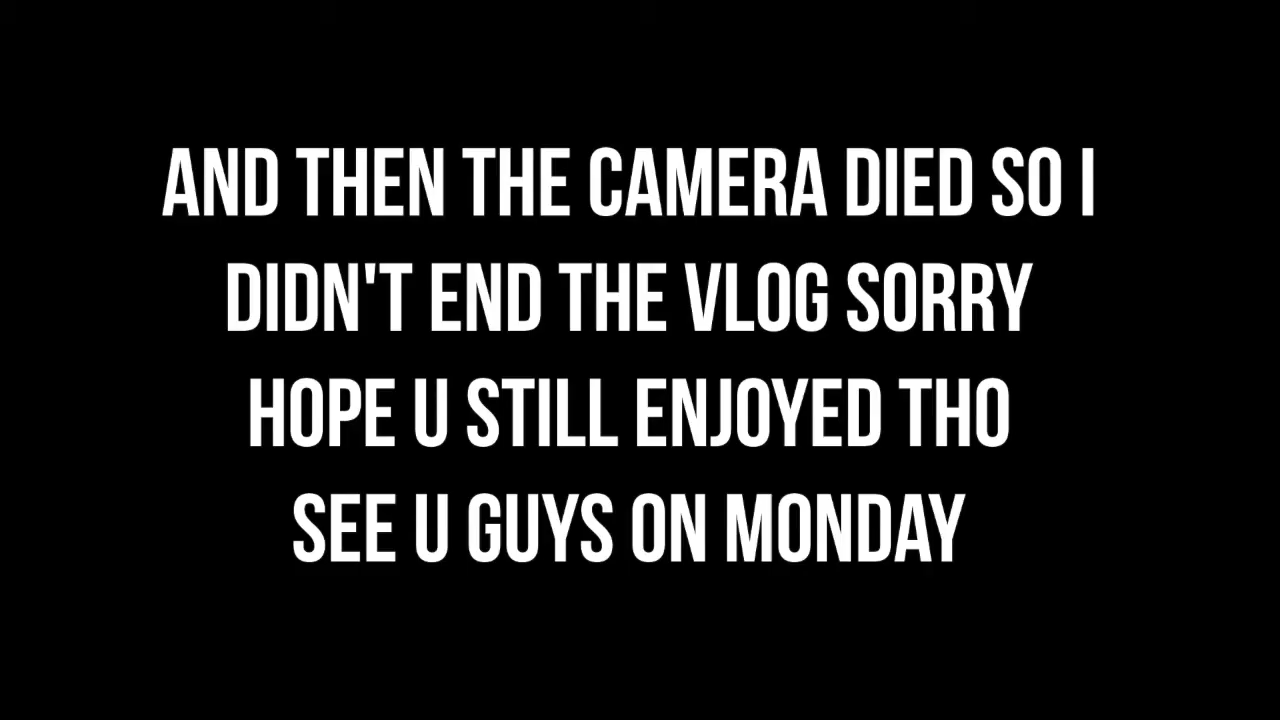 AND THEN THE CAMERA DIED SO I
DIDN'T END THE VLOG SORRY
HOPE U STILL ENJOYED THO
SEE U GUYS ON MONDAY